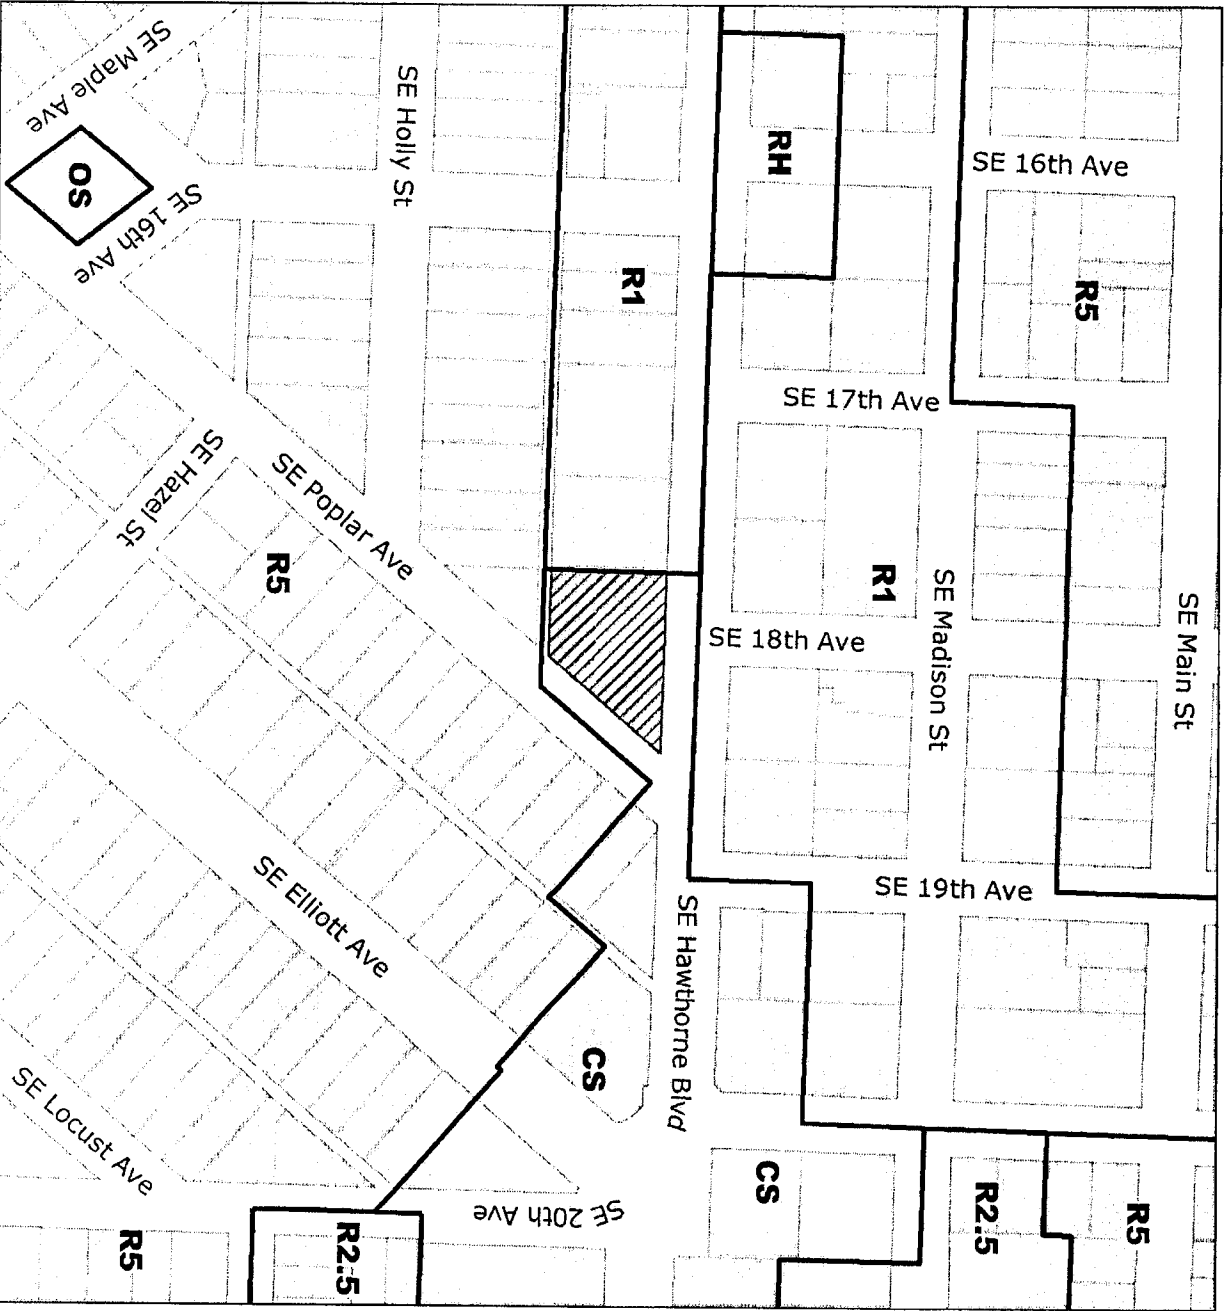 SE Maple Ave
OS
SE 16th Ave
SE Holly St
RH
SE 16th Ave
R1
R5
SE 17th Ave
SE Hazel St
SE Poplar Ave
R5
R1
SE Madison St
SE 18th Ave
SE Main St
SE Elliott Ave
SE 19th Ave
SE Hawthorne Blvd
CS
SE Locust Ave
CS
SE 20th Ave
R2.5
R5
R5
R2.5